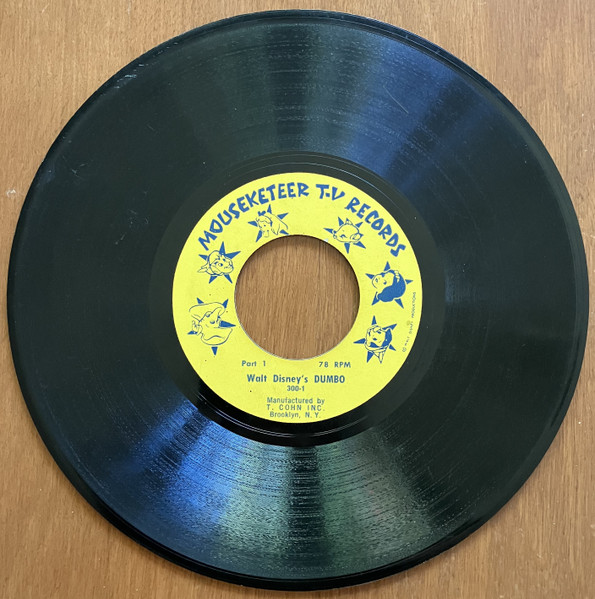 MOUSEKETEER T-V RECORDS
Part 1 78 RPM
Walt Disney's DUMBO
300-1
Manufactured by
T. COHN INC.
Brooklyn, N. Y.